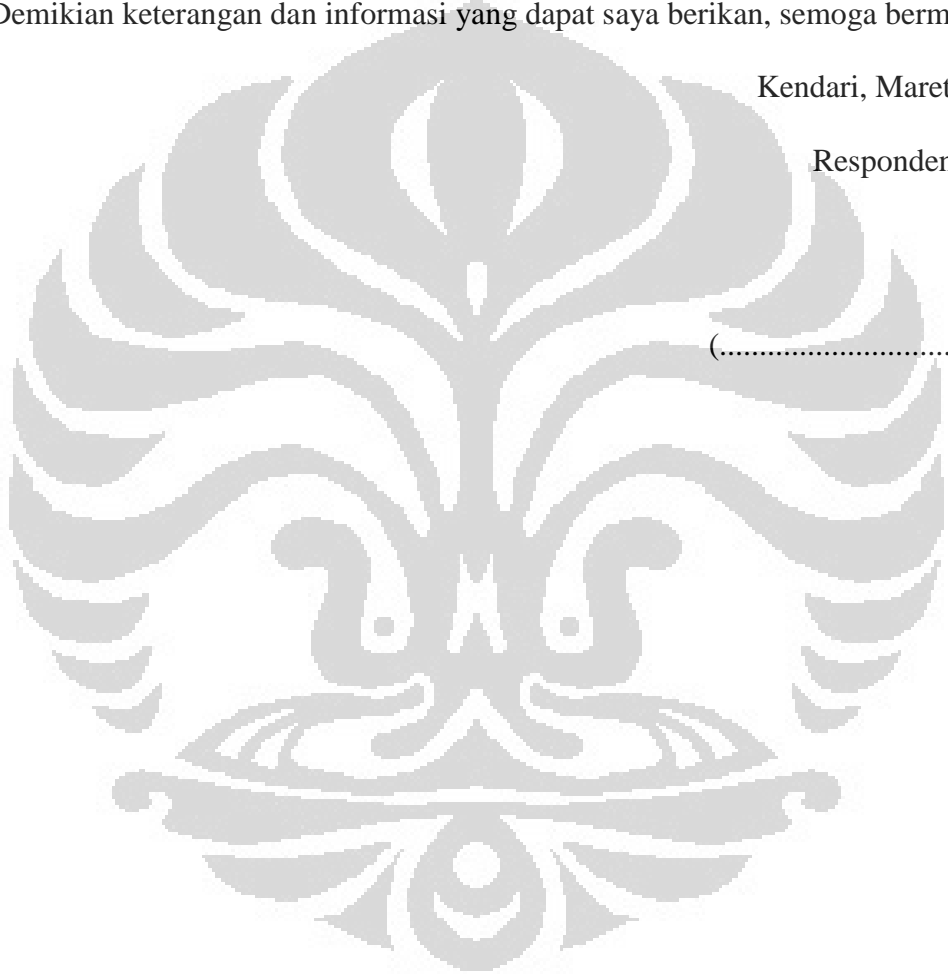 Demikian keterangan dan informasi yang dapat saya berikan, semoga berm
Kendari, Maret
Responden
(............................